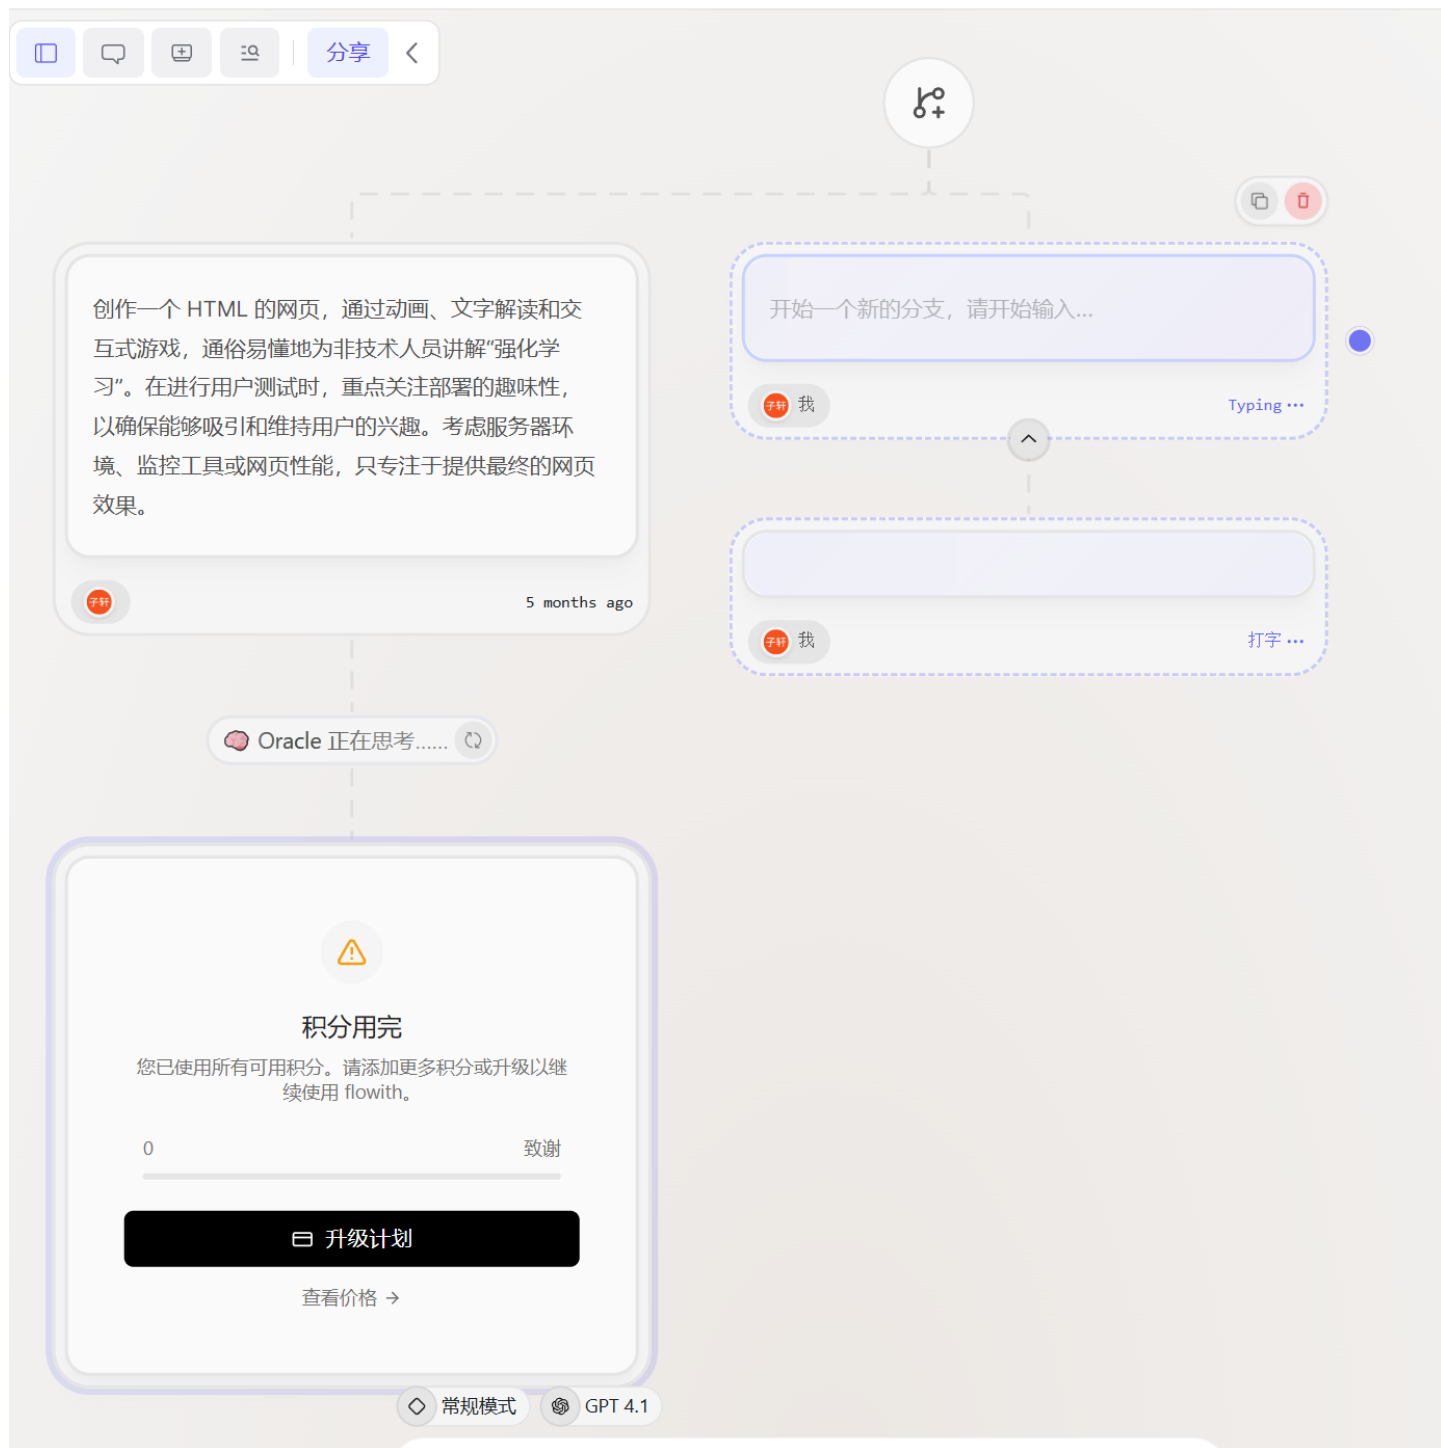 分享
创作一个 HTML 的网页，通过动画、文字解读和交
互式游戏，通俗易懂地为非技术人员讲解“强化学
习”。在进行用户测试时，重点关注部署的趣味性，
以确保能够吸引和维持用户的兴趣。考虑服务器环
境、监控工具或网页性能，只专注于提供最终的网页
效果。
子轩
5 months ago
Oracle 正在思考......
积分用完
您已使用所有可用积分。请添加更多积分或升级以继
续使用 flowith。
0 致谢
升级计划
查看价格 →
开始一个新的分支，请开始输入...
子轩 我
Typing ···
子轩 我
打字 ···
常规模式
GPT 4.1